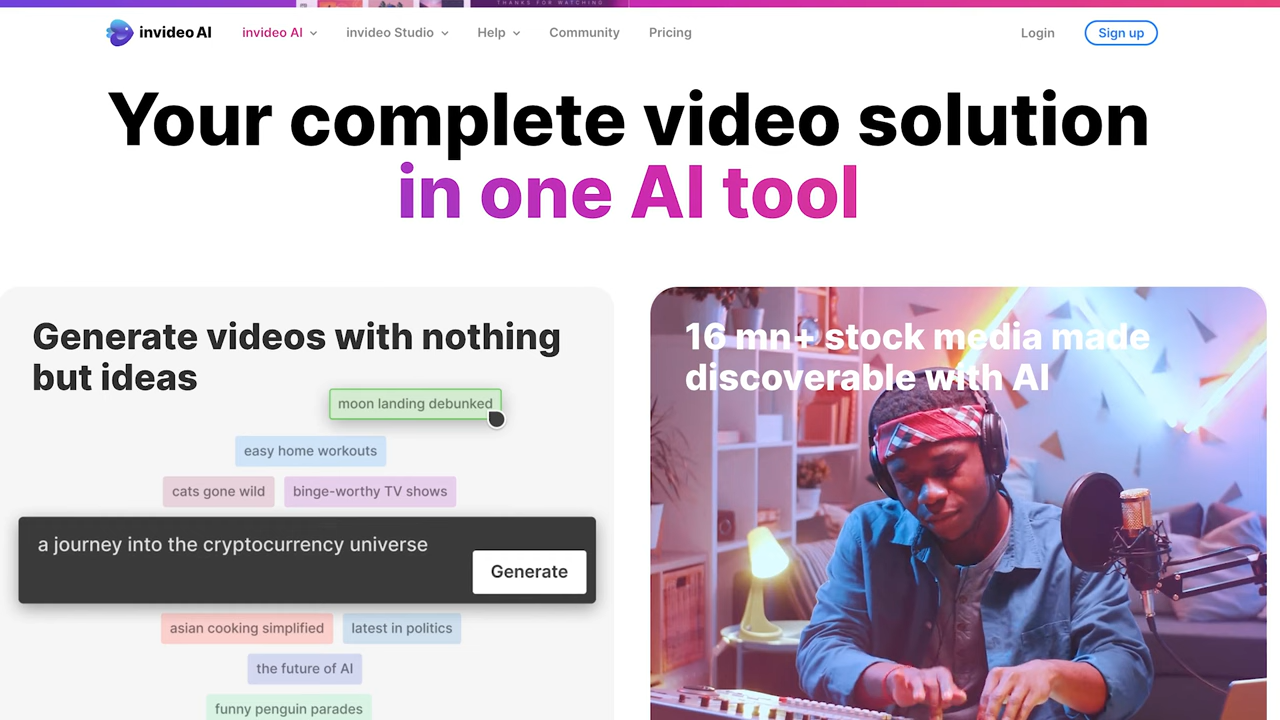 THANKS FOR WATCHING
invideo AI
invideo AI
invideo Studio
Help
Community
Pricing
Login
Sign up
Your complete video solution
in one AI tool
Generate videos with nothing
but ideas
moon landing debunked
easy home workouts
cats gone wild
binge-worthy TV shows
a journey into the cryptocurrency universe
Generate
asian cooking simplified
latest in politics
the future of AI
funny penguin parades
16 mn+ stock media made
discoverable with AI